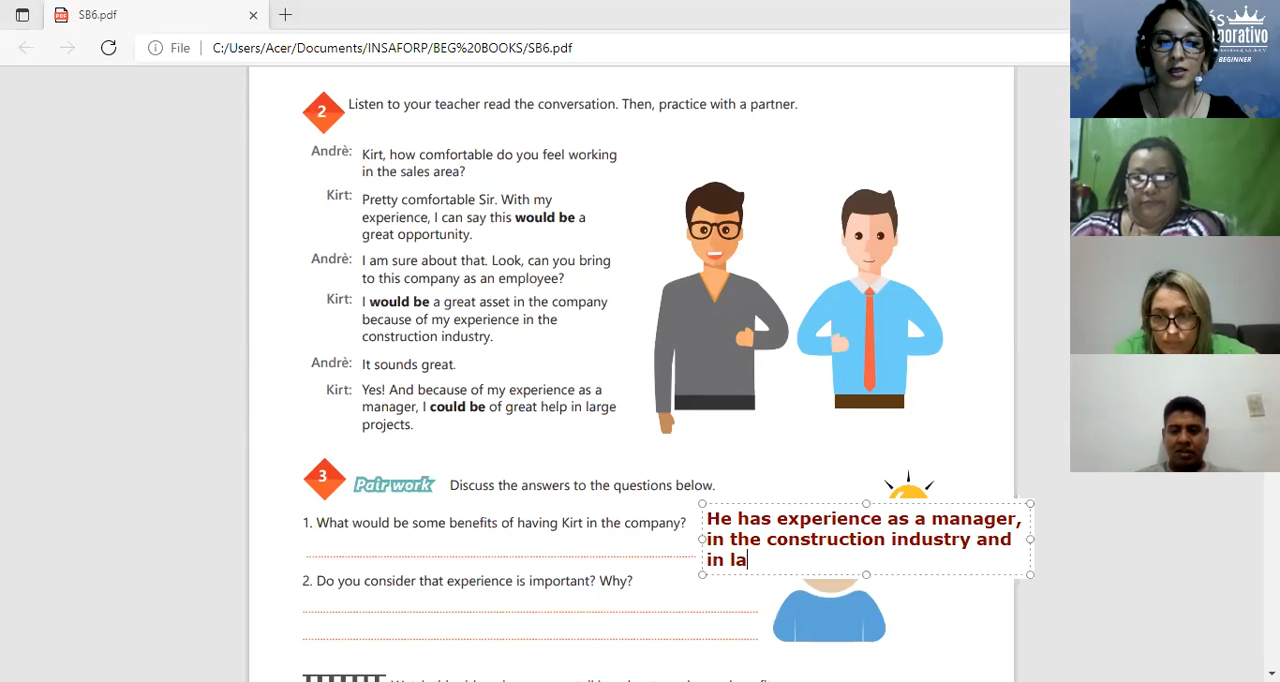 SB6.pdf
File
C:/Users/Acer/Documents/INSAFORP/BEG%20BOOKS/SB6.pdf
2 Listen to your teacher read the conversation. Then, practice with a partner.
Andrè: Kirt, how comfortable do you feel working
in the sales area?
Kirt: Pretty comfortable Sir. With my
experience, I can say this would be a
great opportunity.
Andrè: I am sure about that. Look, can you bring
to this company as an employee?
Kirt: I would be a great asset in the company
because of my experience in the
construction industry.
Andrè: It sounds great.
Kirt: Yes! And because of my experience as a
manager, I could be of great help in large
projects.
3 Pair work Discuss the answers to the questions below.
1. What would be some benefits of having Kirt in the company?
He has experience as a manager,
in the construction industry and
in la
2. Do you consider that experience is important? Why?
BEGINNER